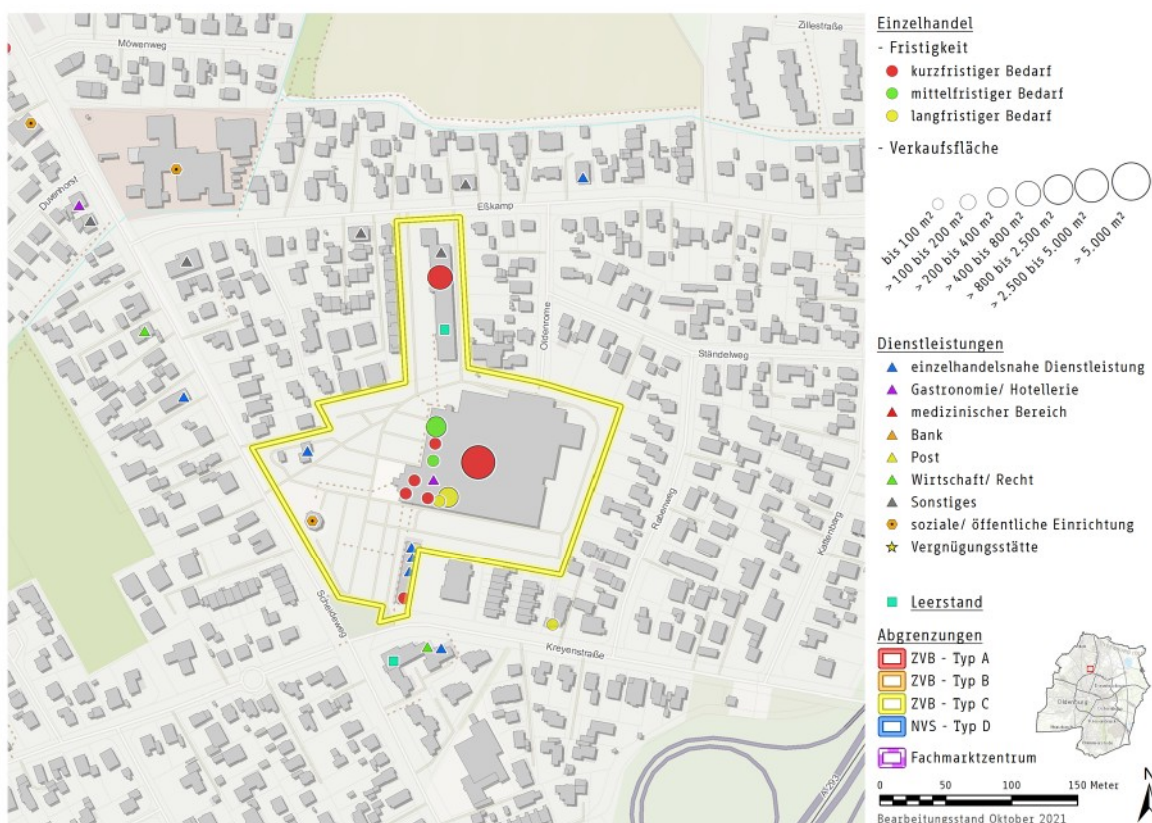 Möwenweg
Zillestraße
Duvenhorst
Eßkamp
Oldenrome
Ständelweg
Rabenweg
Kattenbarg
Scheideweg
Kreyenstraße
A 293
Einzelhandel
- Fristigkeit
kurzfristiger Bedarf
mittelfristiger Bedarf
langfristiger Bedarf
- Verkaufsfläche
bis 100 m²
> 100 bis 200 m²
> 200 bis 400 m²
> 400 bis 800 m²
> 800 bis 2.500 m²
> 2.500 bis 5.000 m²
> 5.000 m²
Dienstleistungen
einzelhandelsnahe Dienstleistung
Gastronomie/ Hotellerie
medizinischer Bereich
Bank
Post
Wirtschaft/ Recht
Sonstiges
soziale/ öffentliche Einrichtung
Vergnügungsstätte
Leerstand
Abgrenzungen
ZVB - Typ A
ZVB - Typ B
ZVB - Typ C
NVS - Typ D
Fachmarktzentrum
Oldenburg
0 50 100 150 Meter
N
Bearbeitungsstand Oktober 2021